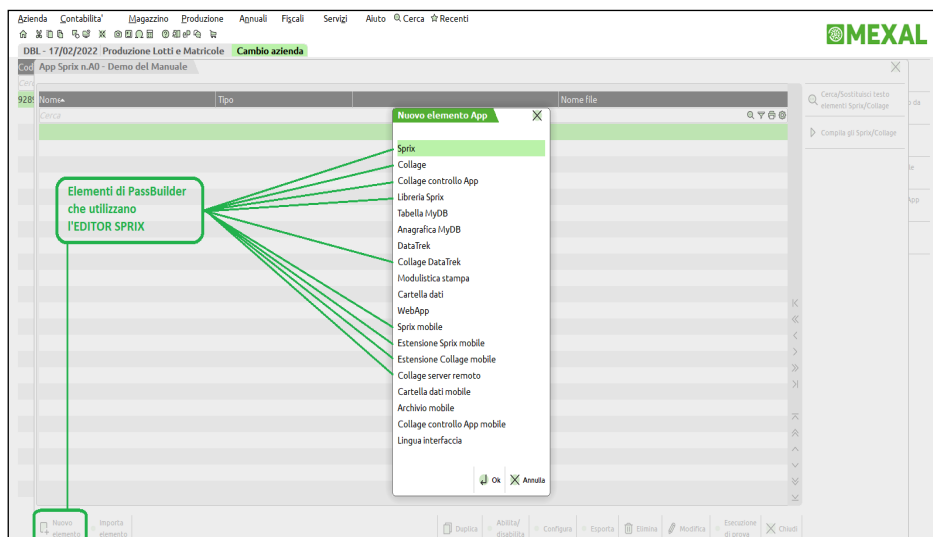 Azienda Contabilita' Magazzino Produzione Annuali Fiscali Servizi Aiuto Cerca Recenti
MEXAL
DBL - 17/02/2022 Produzione Lotti e Matricole Cambio azienda
Cod App Sprix n.A0 - Demo del Manuale
Nome Tipo Nome file
Cerca
Cerca/Sostituisci testo
elementi Sprix/Collage
Compila gli Sprix/Collage
Nuovo elemento App
Sprix
Collage
Collage controllo App
Libreria Sprix
Tabella MyDB
Anagrafica MyDB
DataTrek
Collage DataTrek
Modulistica stampa
Cartella dati
WebApp
Sprix mobile
Estensione Sprix mobile
Estensione Collage mobile
Collage server remoto
Cartella dati mobile
Archivio mobile
Collage controllo App mobile
Lingua interfaccia
Ok Annulla
Elementi di PassBuilder
che utilizzano
l'EDITOR SPRIX
Nuovo
elemento
Importa
elemento
Duplica
Abilita/
disabilita
Configura
Esporta
Elimina
Modifica
Esecuzione
di prova
Chiudi